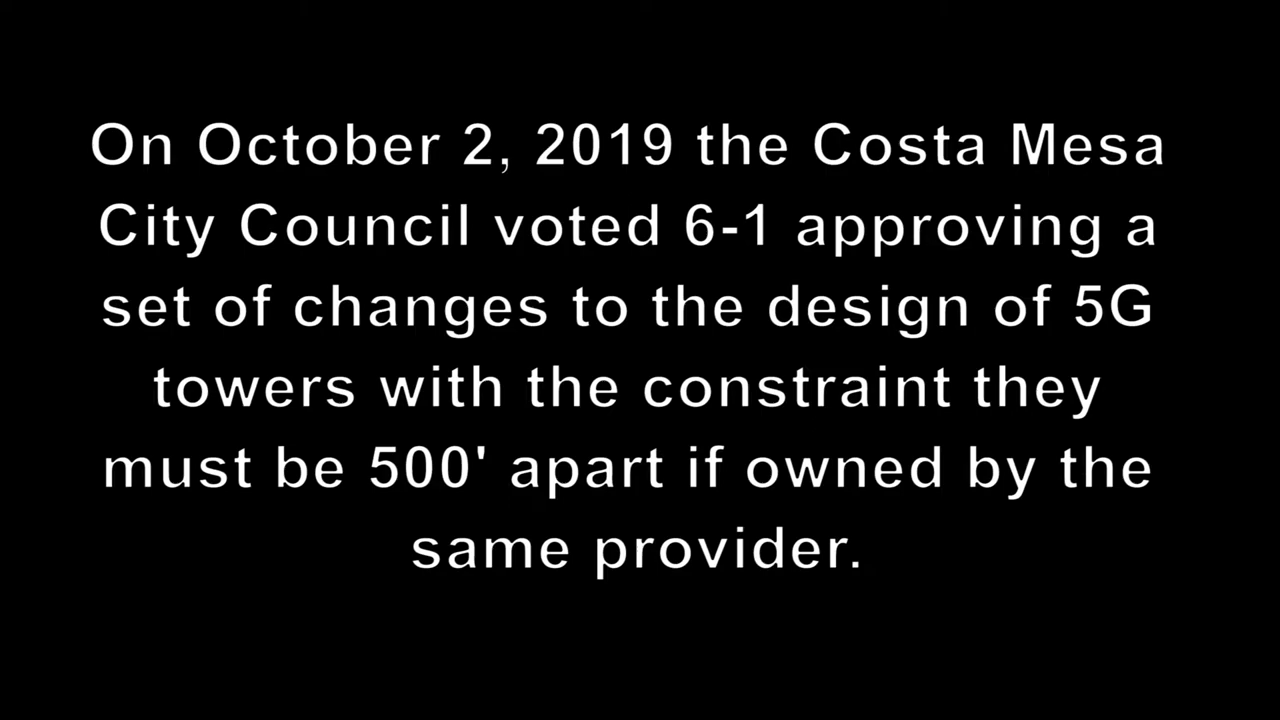 On October 2, 2019 the Costa Mesa
City Council voted 6-1 approving a
set of changes to the design of 5G
towers with the constraint they
must be 500' apart if owned by the
same provider.